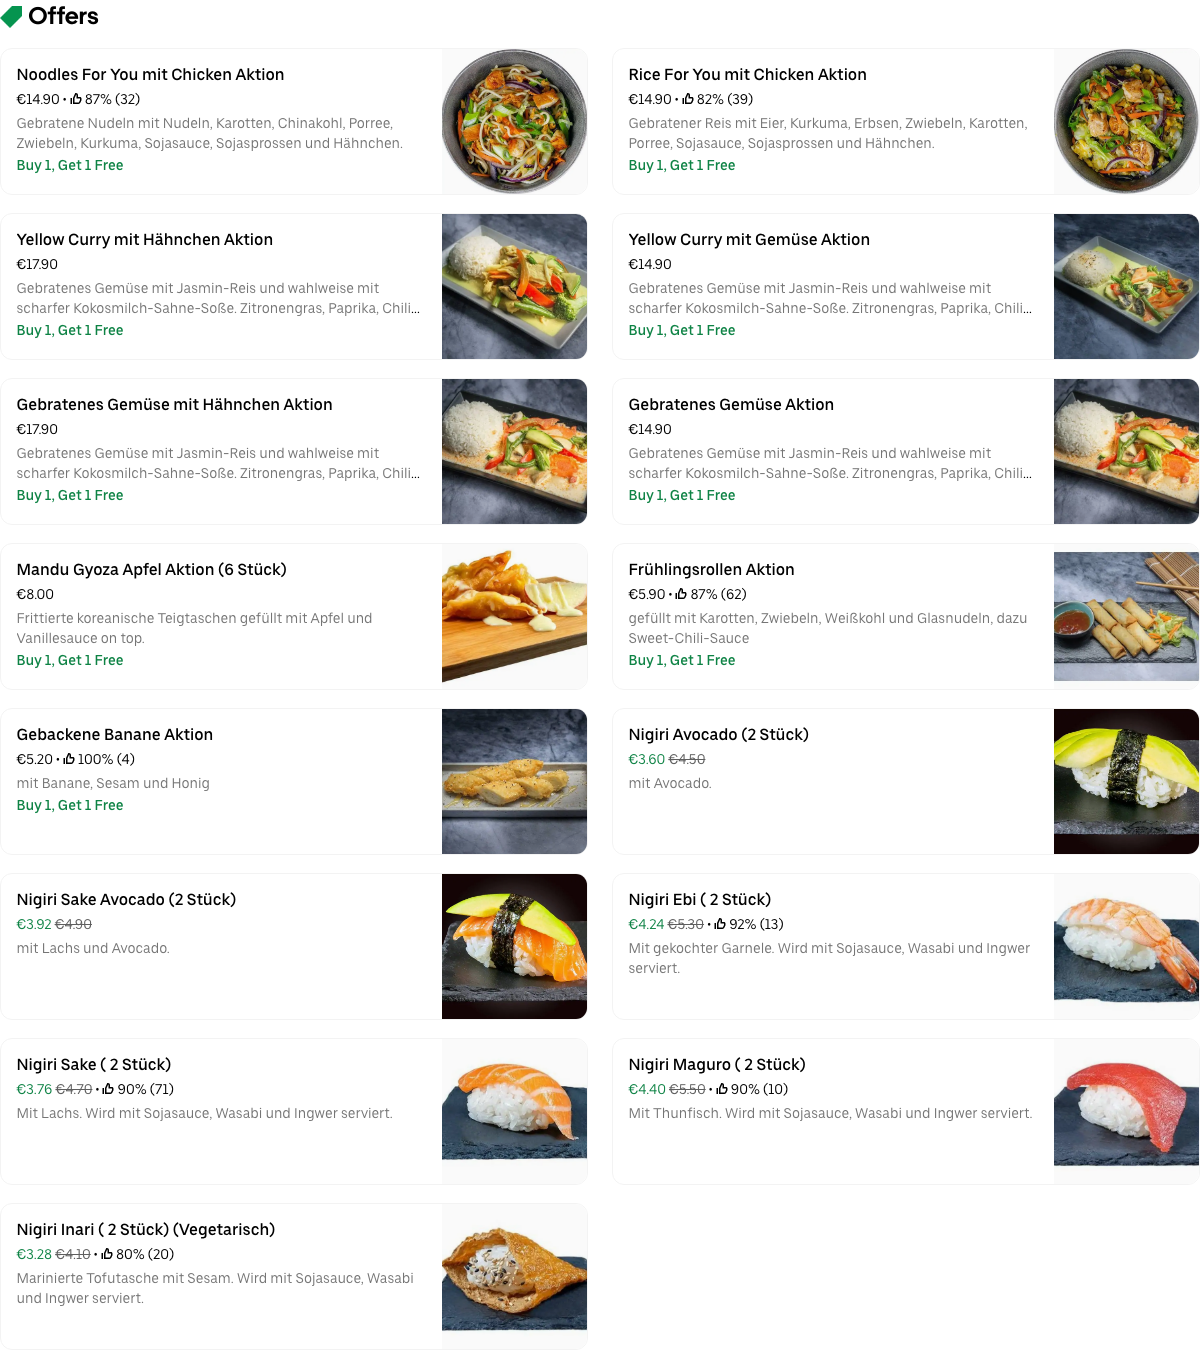 Offers
Noodles For You mit Chicken Aktion
€14.90 • 87% (32)
Gebratene Nudeln mit Nudeln, Karotten, Chinakohl, Porree,
Zwiebeln, Kurkuma, Sojasauce, Sojasprossen und Hähnchen.
Buy 1, Get 1 Free
Rice For You mit Chicken Aktion
€14.90 • 82% (39)
Gebratener Reis mit Eier, Kurkuma, Erbsen, Zwiebeln, Karotten,
Porree, Sojasauce, Sojasprossen und Hähnchen.
Buy 1, Get 1 Free
Yellow Curry mit Hähnchen Aktion
€17.90
Gebratenes Gemüse mit Jasmin-Reis und wahlweise mit
scharfer Kokosmilch-Sahne-Soße. Zitronengras, Paprika, Chili...
Buy 1, Get 1 Free
Yellow Curry mit Gemüse Aktion
€14.90
Gebratenes Gemüse mit Jasmin-Reis und wahlweise mit
scharfer Kokosmilch-Sahne-Soße. Zitronengras, Paprika, Chili...
Buy 1, Get 1 Free
Gebratenes Gemüse mit Hähnchen Aktion
€17.90
Gebratenes Gemüse mit Jasmin-Reis und wahlweise mit
scharfer Kokosmilch-Sahne-Soße. Zitronengras, Paprika, Chili...
Buy 1, Get 1 Free
Gebratenes Gemüse Aktion
€14.90
Gebratenes Gemüse mit Jasmin-Reis und wahlweise mit
scharfer Kokosmilch-Sahne-Soße. Zitronengras, Paprika, Chili...
Buy 1, Get 1 Free
Mandu Gyoza Apfel Aktion (6 Stück)
€8.00
Frittierte koreanische Teigtaschen gefüllt mit Apfel und
Vanillesauce on top.
Buy 1, Get 1 Free
Frühlingsrollen Aktion
€5.90 • 87% (62)
gefüllt mit Karotten, Zwiebeln, Weißkohl und Glasnudeln, dazu
Sweet-Chili-Sauce
Buy 1, Get 1 Free
Gebackene Banane Aktion
€5.20 • 100% (4)
mit Banane, Sesam und Honig
Buy 1, Get 1 Free
Nigiri Avocado (2 Stück)
€3.60 €4.50
mit Avocado.
Nigiri Sake Avocado (2 Stück)
€3.92 €4.90
mit Lachs und Avocado.
Nigiri Ebi ( 2 Stück)
€4.24 €5.30 • 92% (13)
Mit gekochter Garnele. Wird mit Sojasauce, Wasabi und Ingwer
serviert.
Nigiri Sake ( 2 Stück)
€3.76 €4.70 • 90% (71)
Mit Lachs. Wird mit Sojasauce, Wasabi und Ingwer serviert.
Nigiri Maguro ( 2 Stück)
€4.40 €5.50 • 90% (10)
Mit Thunfisch. Wird mit Sojasauce, Wasabi und Ingwer serviert.
Nigiri Inari ( 2 Stück) (Vegetarisch)
€3.28 €4.10 • 80% (20)
Marinierte Tofutasche mit Sesam. Wird mit Sojasauce, Wasabi
und Ingwer serviert.